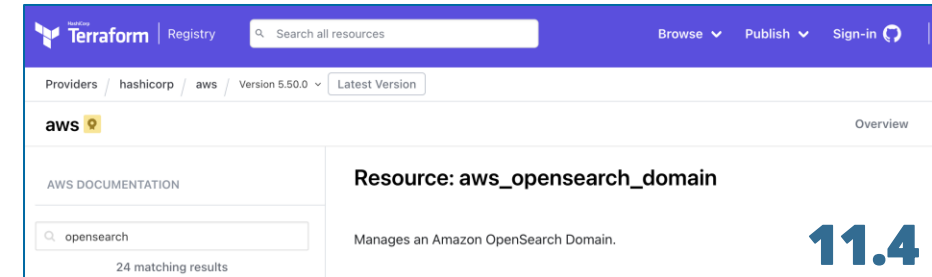 HashiCorp
Terraform Registry Search all resources Browse Publish Sign-in
Providers / hashicorp / aws / Version 5.50.0 Latest Version
aws Overview
AWS DOCUMENTATION
opensearch
24 matching results
Resource: aws_opensearch_domain
Manages an Amazon OpenSearch Domain.
11.4